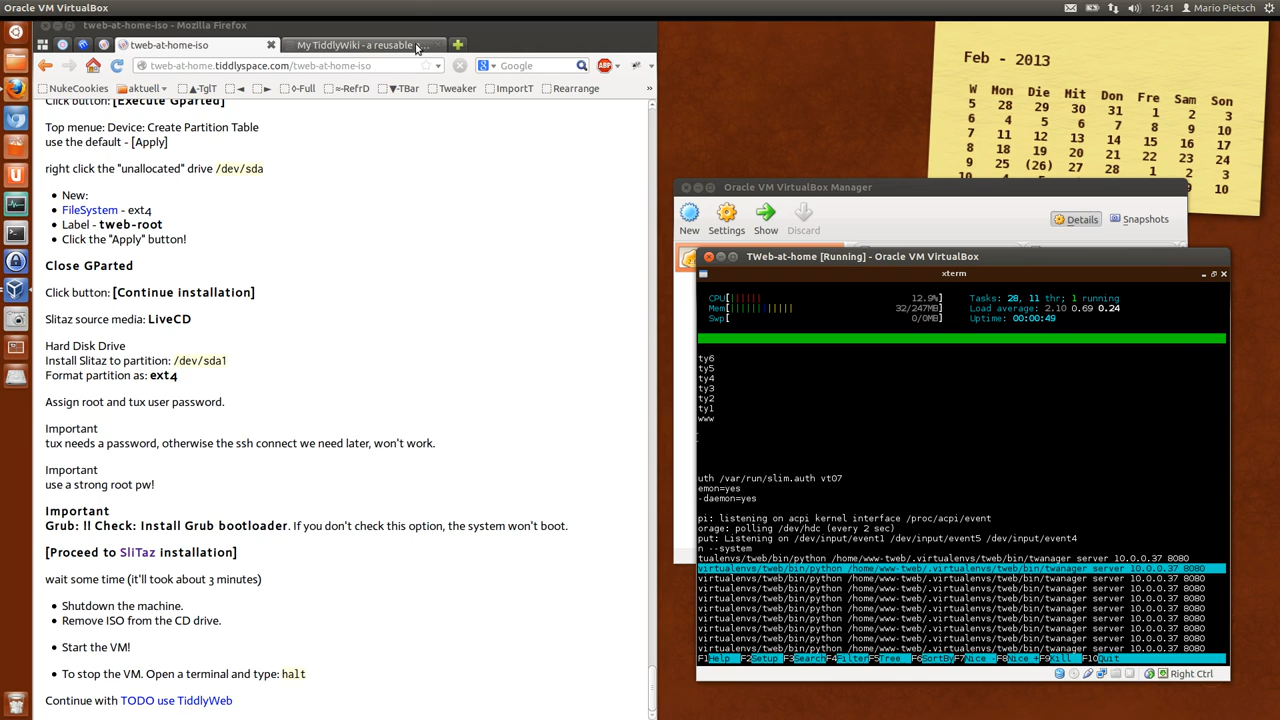 Oracle VM VirtualBox
12:41 Mario Pietsch
tweb-at-home-iso - Mozilla Firefox
tweb-at-home-iso
My TiddlyWiki - a reusable ...
tweb-at-home.tiddlyspace.com/tweb-at-home-iso
Google
NukeCookies aktuell ▲-TglT ◄ ► ◊-Full ≈-RefrD ▼-TBar Tweaker ImporT Rearrange »
Click button: [Execute Gparted]
Top menue: Device: Create Partition Table
use the default - [Apply]
right click the "unallocated" drive /dev/sda
• New:
• FileSystem - ext4
• Label - tweb-root
• Click the "Apply" button!
Close GParted
Click button: [Continue installation]
Slitaz source media: LiveCD
Hard Disk Drive
Install Slitaz to partition: /dev/sda1
Format partition as: ext4
Assign root and tux user password.
Important
tux needs a password, otherwise the ssh connect we need later, won't work.
Important
use a strong root pw!
Important
Grub: !! Check: Install Grub bootloader. If you don't check this option, the system won't boot.
[Proceed to SliTaz installation]
wait some time (it'll took about 3 minutes)
• Shutdown the machine.
• Remove ISO from the CD drive.
• Start the VM!
• To stop the VM. Open a terminal and type: halt
Continue with TODO use TiddlyWeb
Feb - 2013
W Mon Die Mit Don Fre Sam Son
5 28 29 30 31 1 2 3
6 4 5 6 7 8 9 10
7 11 12 13 14 15 16 17
8 18 19 20 21 22 23 24
9 25 (26) 27 28 1 2 3
10 4 5 8 9 10
Oracle VM VirtualBox Manager
New Settings Show Discard
Details Snapshots
TWeb-at-home [Running] - Oracle VM VirtualBox
xterm
CPU[|||||| 12.9%] Tasks: 28, 11 thr; 1 running
Mem[||||||||||||| 32/247MB] Load average: 2.10 0.69 0.24
Swp[ 0/0MB] Uptime: 00:00:49
ty6
ty5
ty4
ty3
ty2
ty1
www
uth /var/run/slim.auth vt07
emon=yes
-daemon=yes
pi: listening on acpi kernel interface /proc/acpi/event
orage: polling /dev/hdc (every 2 sec)
put: Listening on /dev/input/event1 /dev/input/event5 /dev/input/event4
n --system
tualenvs/tweb/bin/python /home/www-tweb/.virtualenvs/tweb/bin/twanager server 10.0.0.37 8080
virtualenvs/tweb/bin/python /home/www-tweb/.virtualenvs/tweb/bin/twanager server 10.0.0.37 8080
virtualenvs/tweb/bin/python /home/www-tweb/.virtualenvs/tweb/bin/twanager server 10.0.0.37 8080
virtualenvs/tweb/bin/python /home/www-tweb/.virtualenvs/tweb/bin/twanager server 10.0.0.37 8080
virtualenvs/tweb/bin/python /home/www-tweb/.virtualenvs/tweb/bin/twanager server 10.0.0.37 8080
virtualenvs/tweb/bin/python /home/www-tweb/.virtualenvs/tweb/bin/twanager server 10.0.0.37 8080
virtualenvs/tweb/bin/python /home/www-tweb/.virtualenvs/tweb/bin/twanager server 10.0.0.37 8080
virtualenvs/tweb/bin/python /home/www-tweb/.virtualenvs/tweb/bin/twanager server 10.0.0.37 8080
virtualenvs/tweb/bin/python /home/www-tweb/.virtualenvs/tweb/bin/twanager server 10.0.0.37 8080
virtualenvs/tweb/bin/python /home/www-tweb/.virtualenvs/tweb/bin/twanager server 10.0.0.37 8080
F1Help F2Setup F3Search F4Filter F5Tree F6SortBy F7Nice - F8Nice + F9Kill F10Quit
Right Ctrl